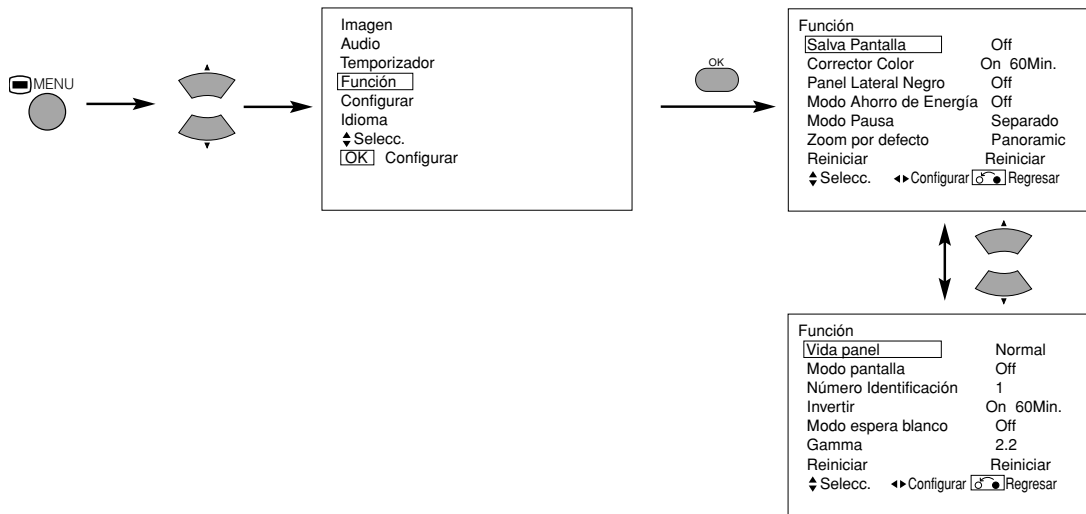 MENU
Imagen
Audio
Temporizador
Función
Configurar
Idioma
Selecc.
OK Configurar
OK
Función
Salva Pantalla Off
Corrector Color On 60Min.
Panel Lateral Negro Off
Modo Ahorro de Energía Off
Modo Pausa Separado
Zoom por defecto Panoramic
Reiniciar Reiniciar
Selecc. Configurar Regresar
Función
Vida panel Normal
Modo pantalla Off
Número Identificación 1
Invertir On 60Min.
Modo espera blanco Off
Gamma 2.2
Reiniciar Reiniciar
Selecc. Configurar Regresar